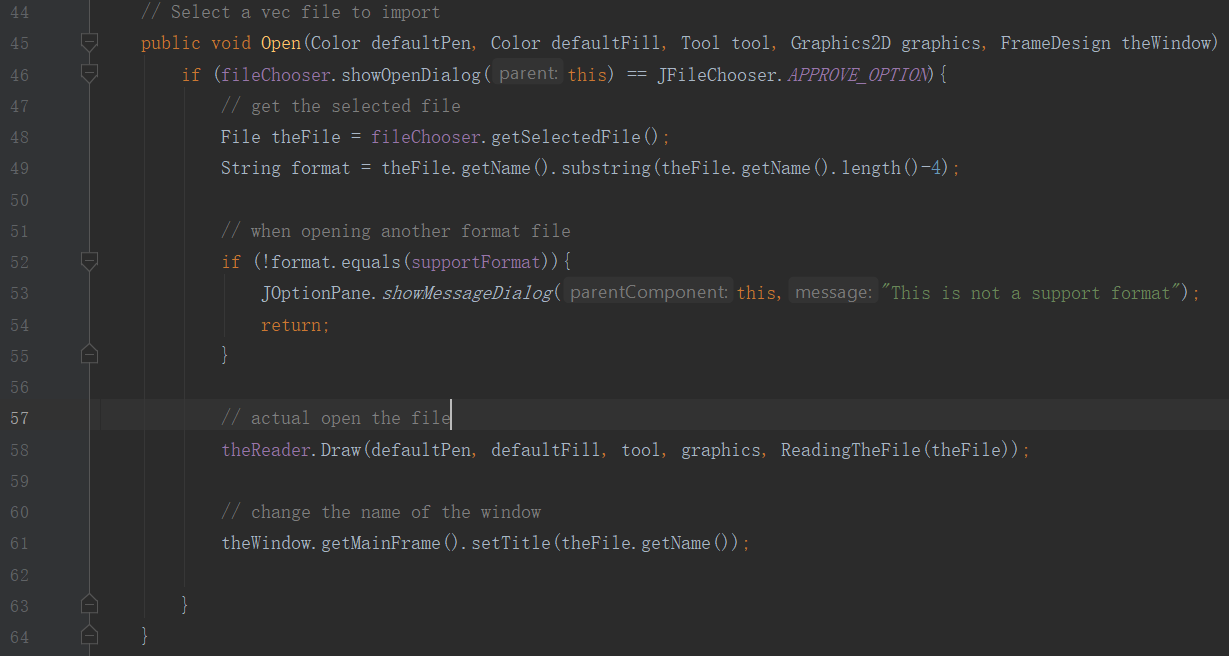 44 // Select a vec file to import
45 public void Open(Color defaultPen, Color defaultFill, Tool tool, Graphics2D graphics, FrameDesign theWindow)
46 if (fileChooser.showOpenDialog( parent: this) == JFileChooser.APPROVE_OPTION){
47 // get the selected file
48 File theFile = fileChooser.getSelectedFile();
49 String format = theFile.getName().substring(theFile.getName().length()-4);
50
51 // when opening another format file
52 if (!format.equals(supportFormat)){
53 JOptionPane.showMessageDialog( parentComponent: this, message: "This is not a support format");
54 return;
55 }
56
57 // actual open the file
58 theReader.Draw(defaultPen, defaultFill, tool, graphics, ReadingTheFile(theFile));
59
60 // change the name of the window
61 theWindow.getMainFrame().setTitle(theFile.getName());
62
63 }
64 }